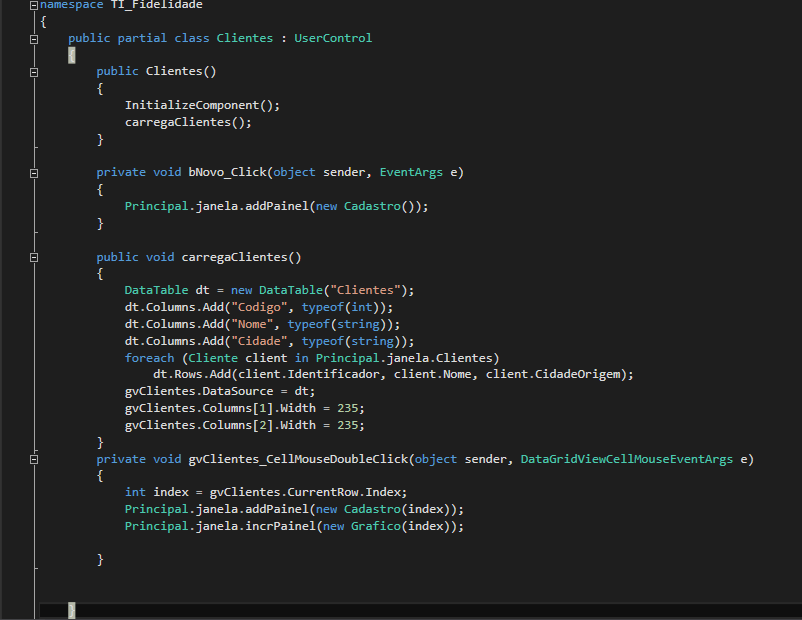 namespace TI_Fidelidade
{
    public partial class Clientes : UserControl
    {
        public Clientes()
        {
            InitializeComponent();
            carregaClientes();
        }
        private void bNovo_Click(object sender, EventArgs e)
        {
            Principal.janela.addPainel(new Cadastro());
        }
        public void carregaClientes()
        {
            DataTable dt = new DataTable("Clientes");
            dt.Columns.Add("Codigo", typeof(int));
            dt.Columns.Add("Nome", typeof(string));
            dt.Columns.Add("Cidade", typeof(string));
            foreach (Cliente client in Principal.janela.Clientes)
                dt.Rows.Add(client.Identificador, client.Nome, client.CidadeOrigem);
            gvClientes.DataSource = dt;
            gvClientes.Columns[1].Width = 235;
            gvClientes.Columns[2].Width = 235;
        }
        private void gvClientes_CellMouseDoubleClick(object sender, DataGridViewCellMouseEventArgs e)
        {
            int index = gvClientes.CurrentRow.Index;
            Principal.janela.addPainel(new Cadastro(index));
            Principal.janela.incrPainel(new Grafico(index));
        }
    }